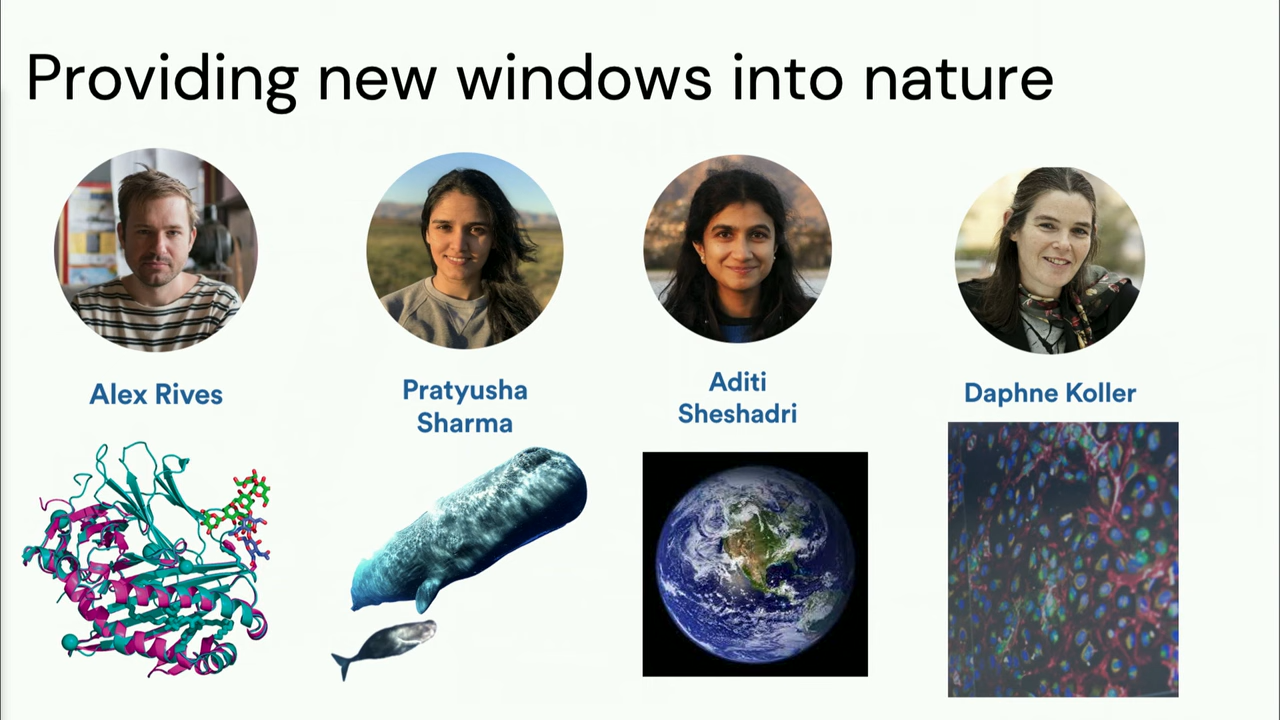 Providing new windows into nature
Alex Rives
Pratyusha
Sharma
Aditi
Sheshadri
Daphne Koller